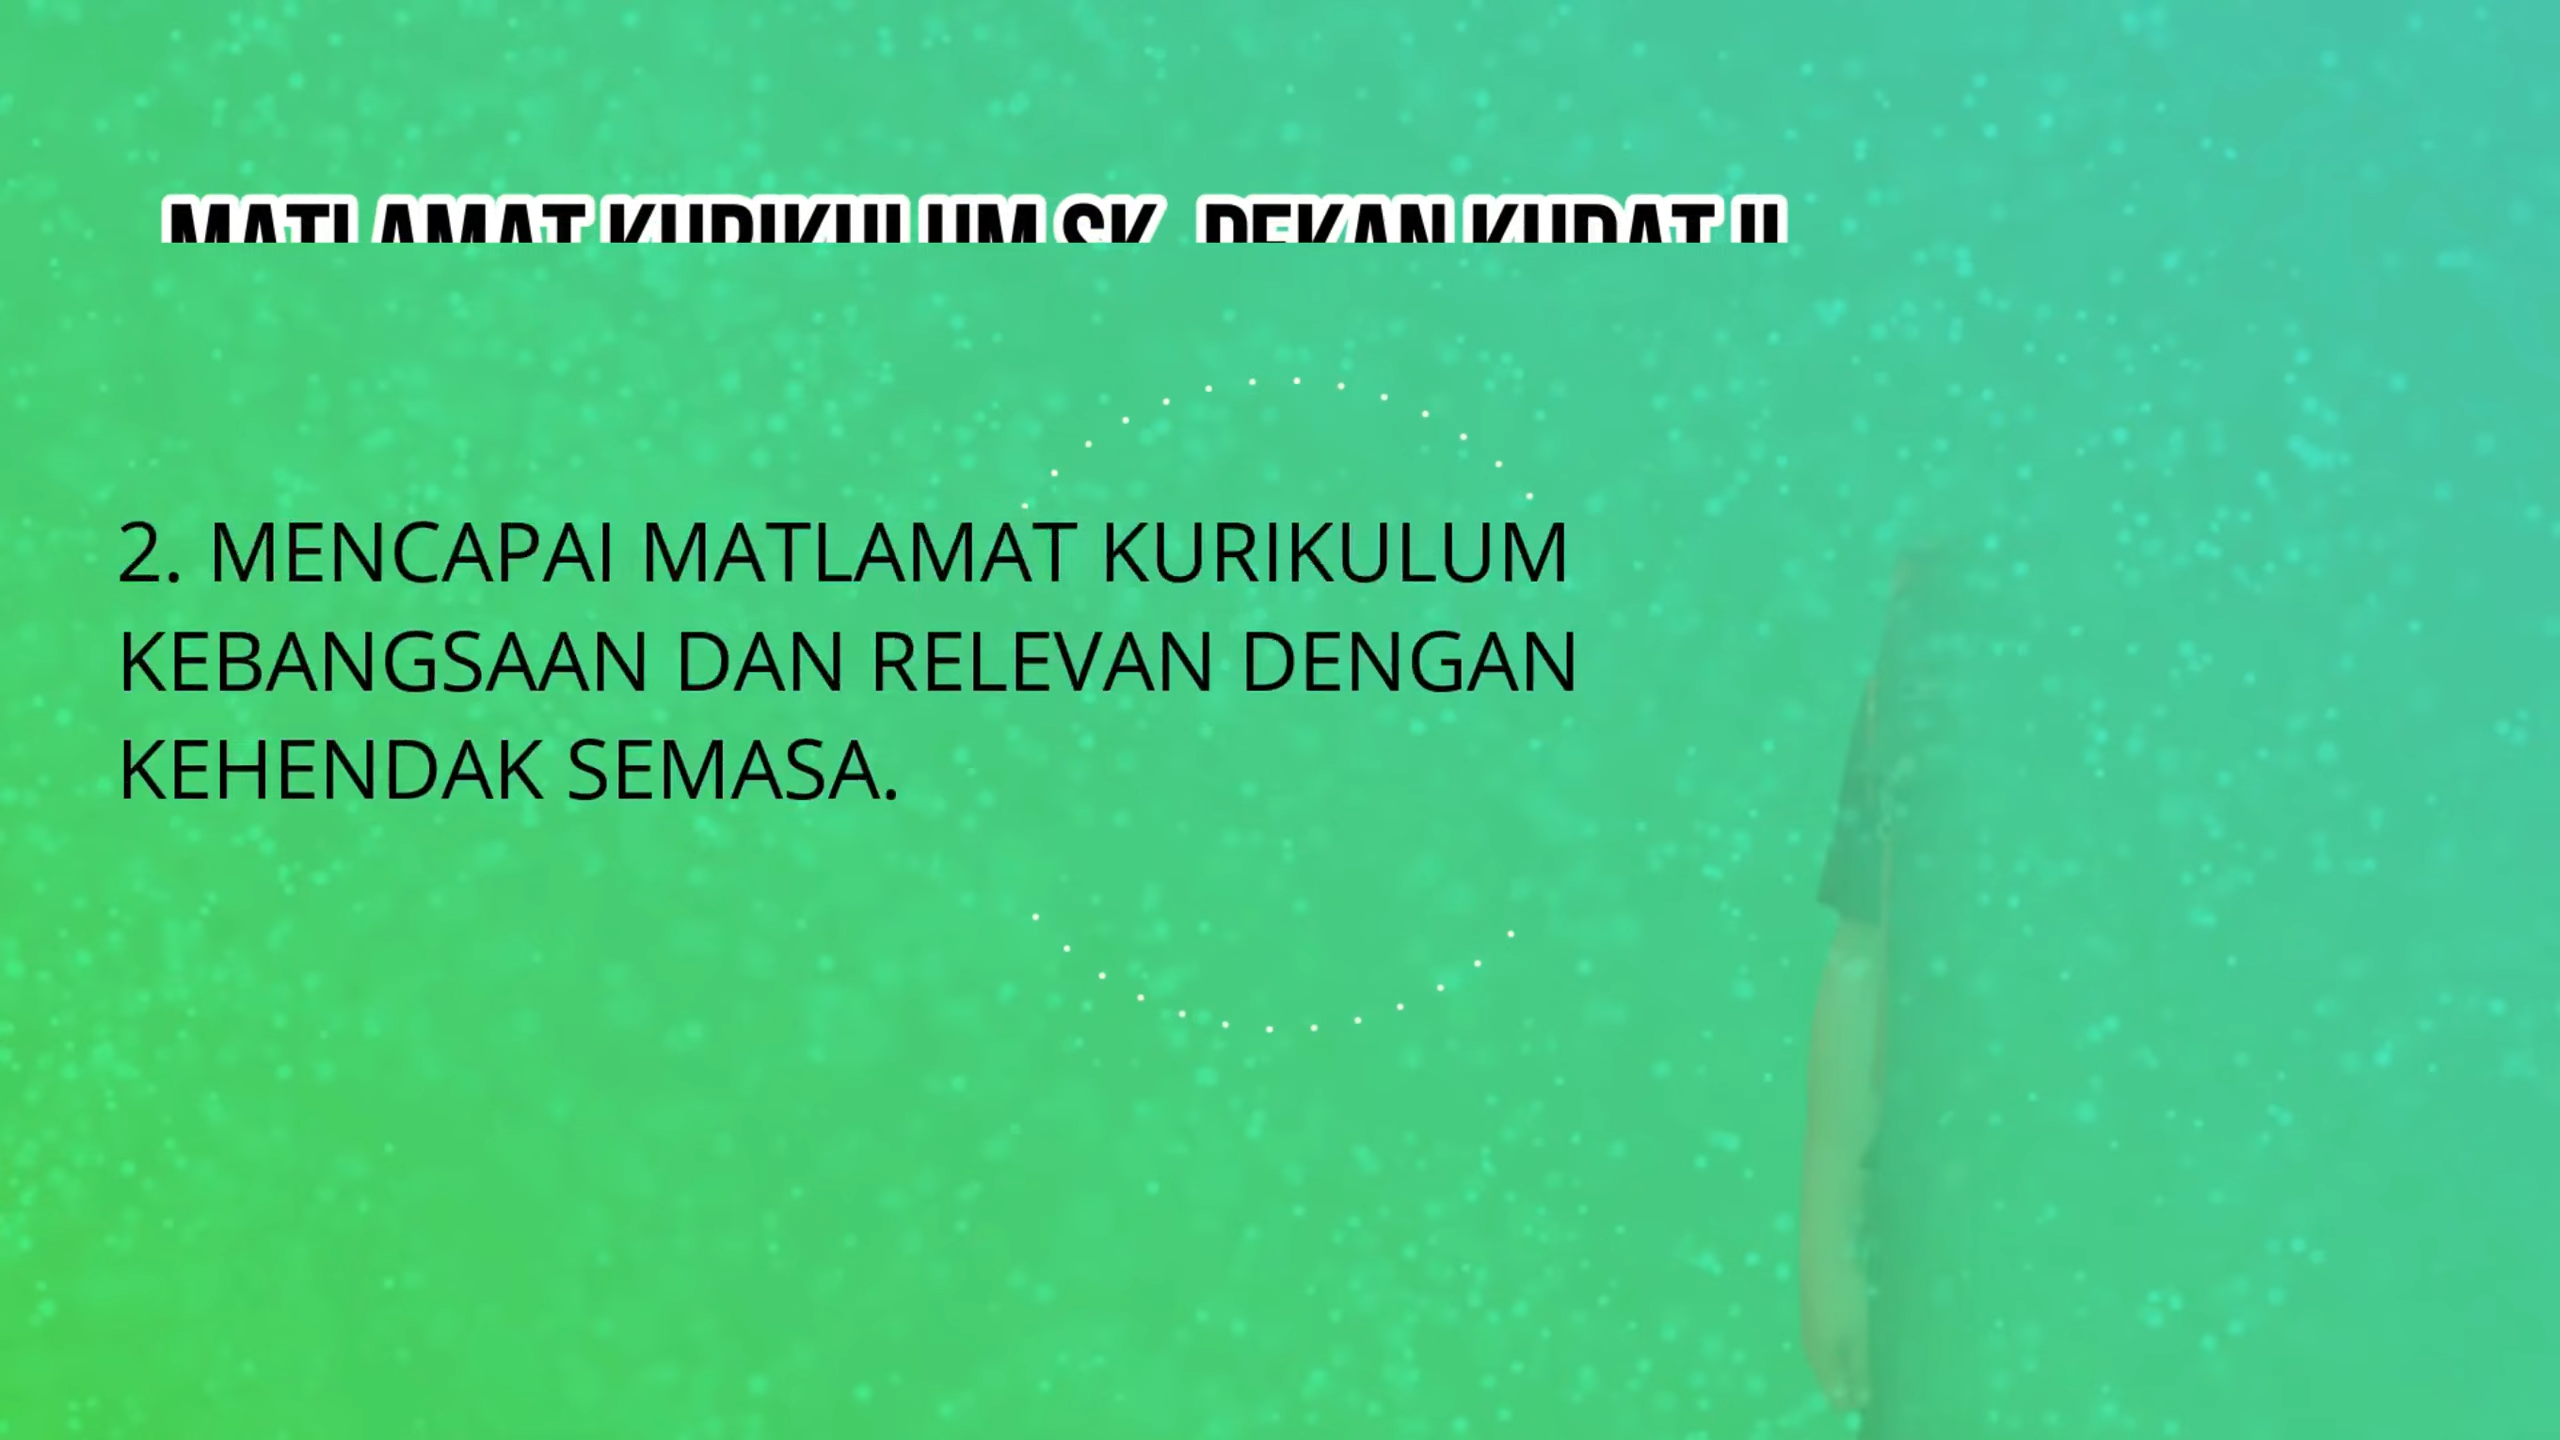 MATLAMAT KURIKULUM SK. PEKAN KUDAT II
2. MENCAPAI MATLAMAT KURIKULUM
KEBANGSAAN DAN RELEVAN DENGAN
KEHENDAK SEMASA.